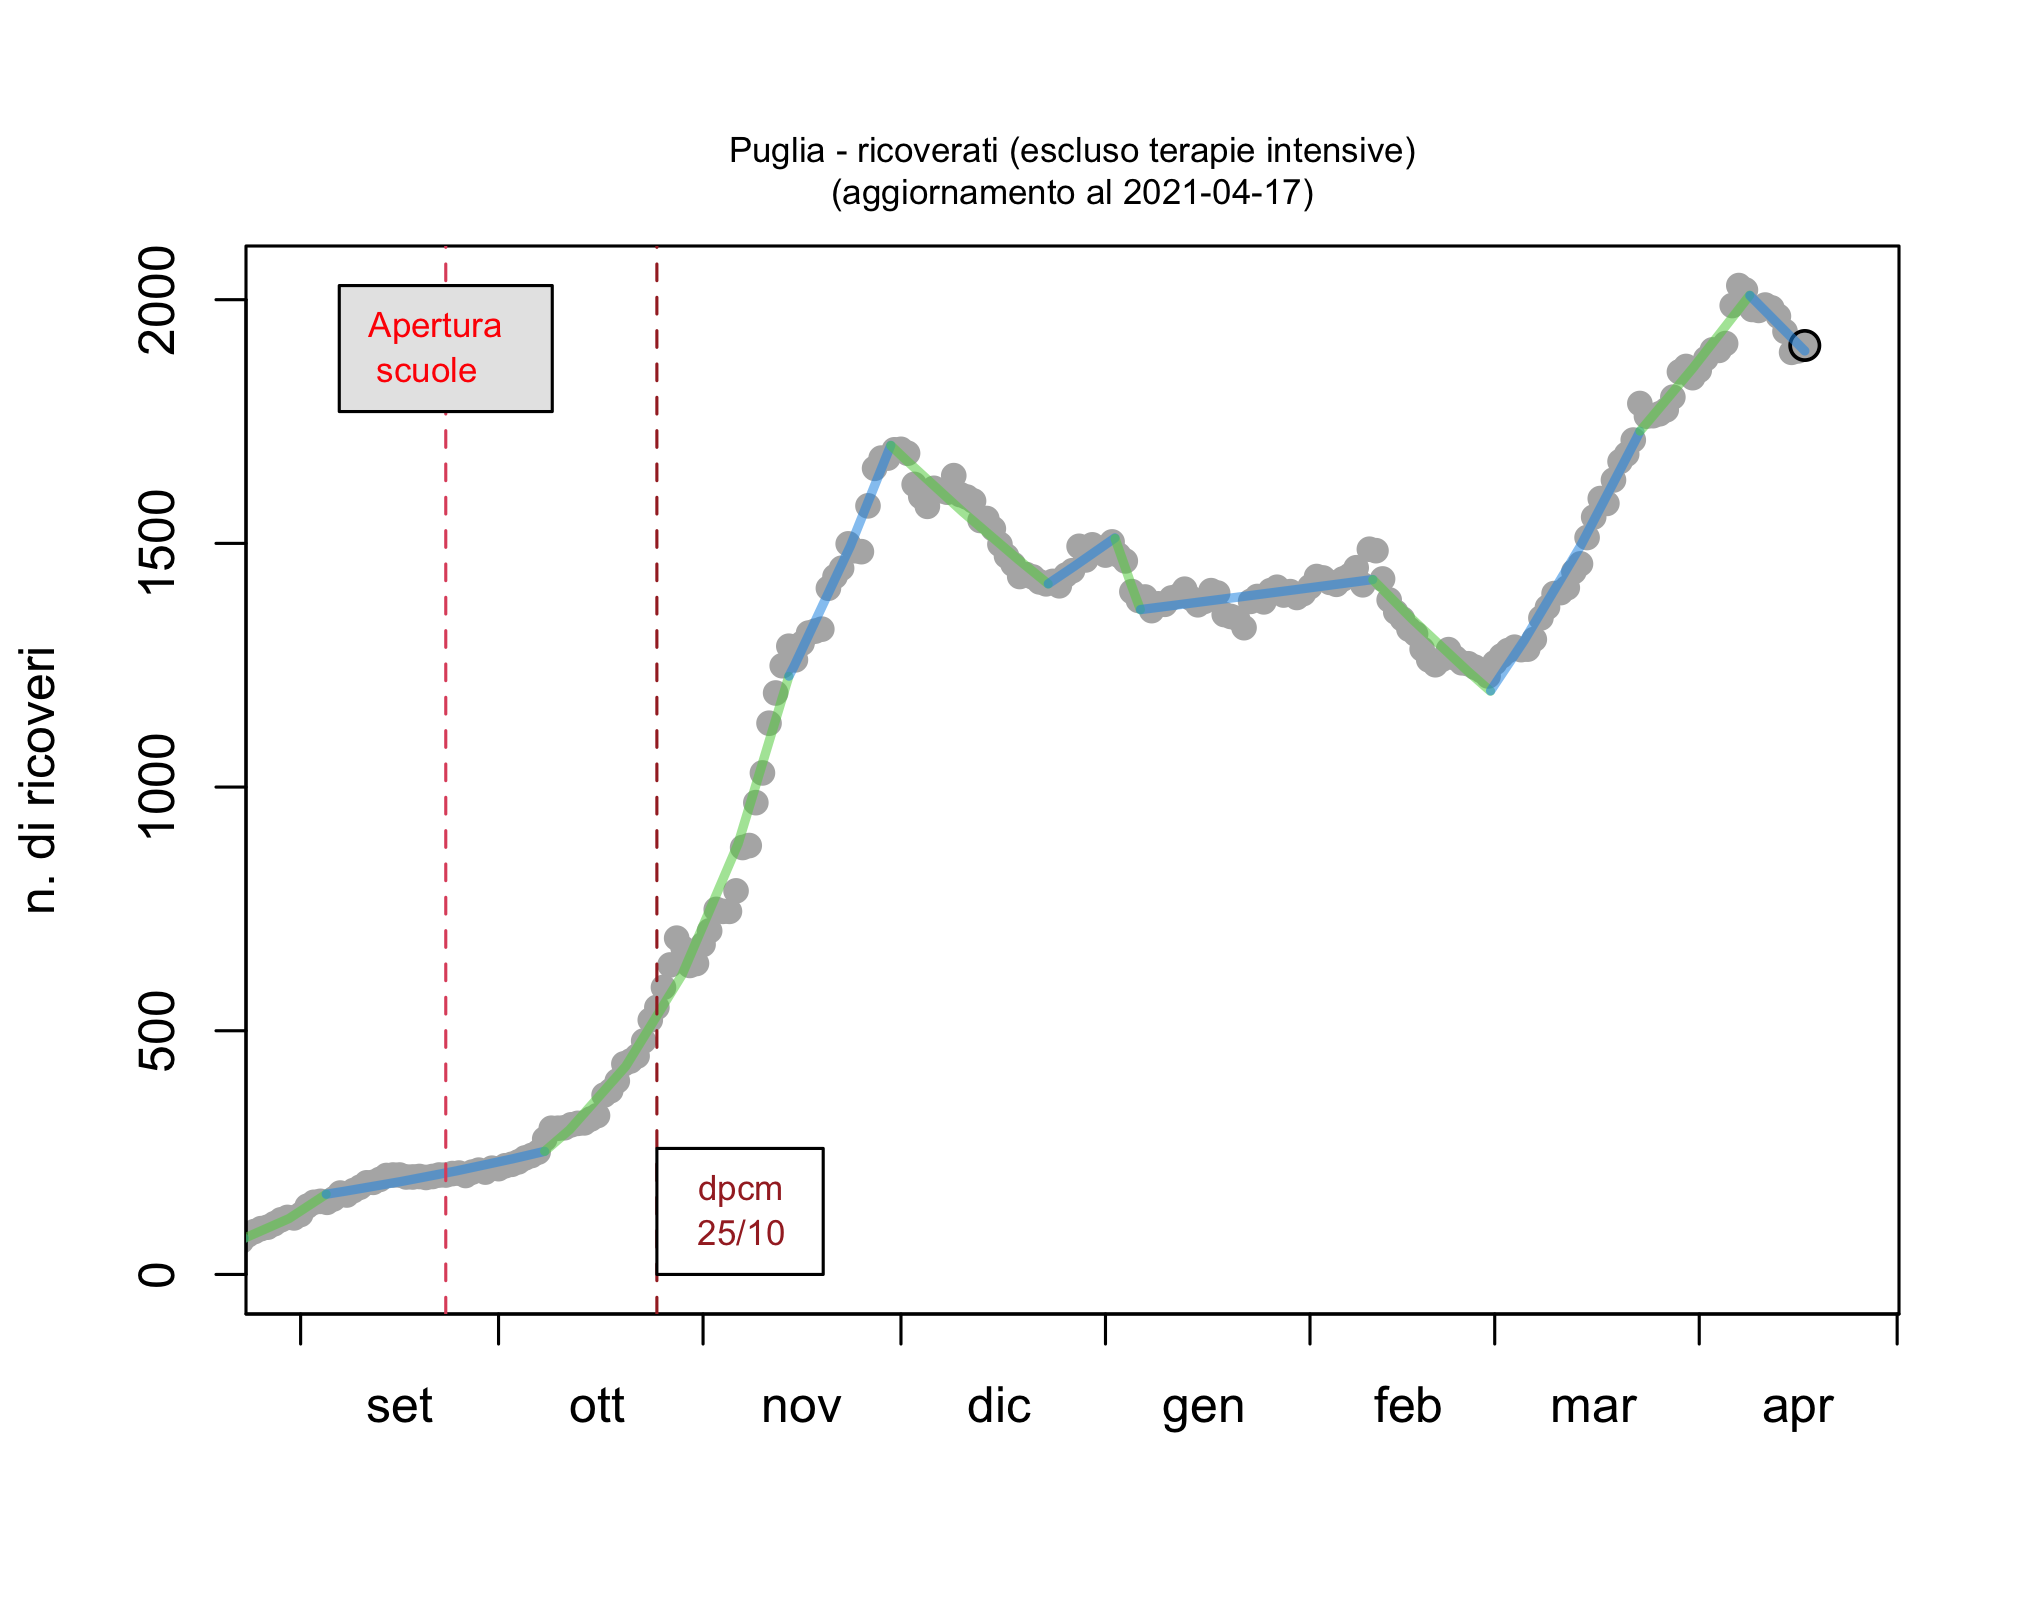 Puglia - ricoverati (escluso terapie intensive)
(aggiornamento al 2021-04-17)
n. di ricoveri
2000
1500
1000
500
0
Apertura
scuole
dpcm
25/10
set ott nov dic gen feb mar apr